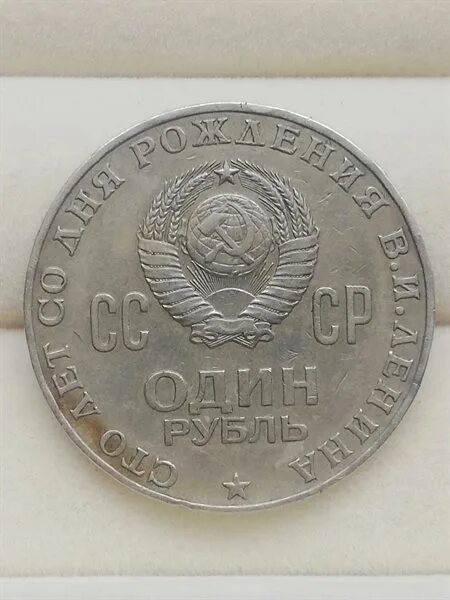 СТО ЛЕТ СО ДНЯ РОЖДЕНИЯ В.И.ЛЕНИНА
СС СР
ОДИН
РУБЛЬ